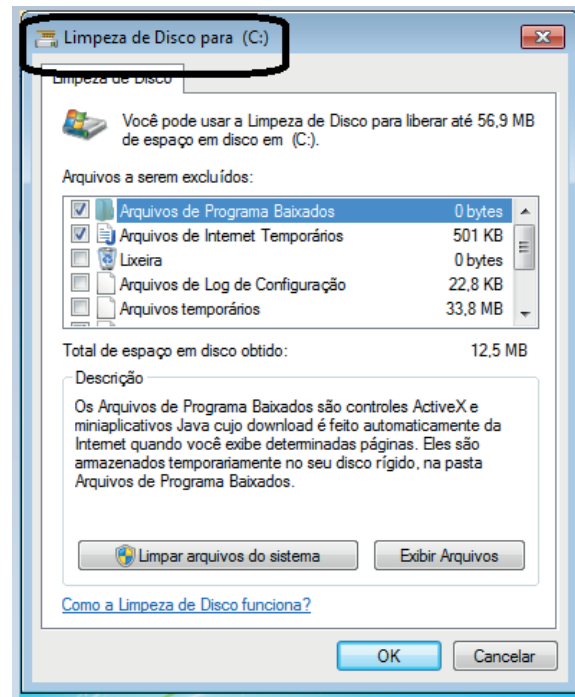 Limpeza de Disco para (C:)
Limpeza de Disco
Você pode usar a Limpeza de Disco para liberar até 56,9 MB
de espaço em disco em (C:).
Arquivos a serem excluídos:
Arquivos de Programa Baixados 0 bytes
Arquivos de Internet Temporários 501 KB
Lixeira 0 bytes
Arquivos de Log de Configuração 22,8 KB
Arquivos temporários 33,8 MB
Total de espaço em disco obtido: 12,5 MB
Descrição
Os Arquivos de Programa Baixados são controles ActiveX e
miniaplicativos Java cujo download é feito automaticamente da
Internet quando você exibe determinadas páginas. Eles são
armazenados temporariamente no seu disco rígido, na pasta
Arquivos de Programa Baixados.
Limpar arquivos do sistema Exibir Arquivos
Como a Limpeza de Disco funciona?
OK Cancelar